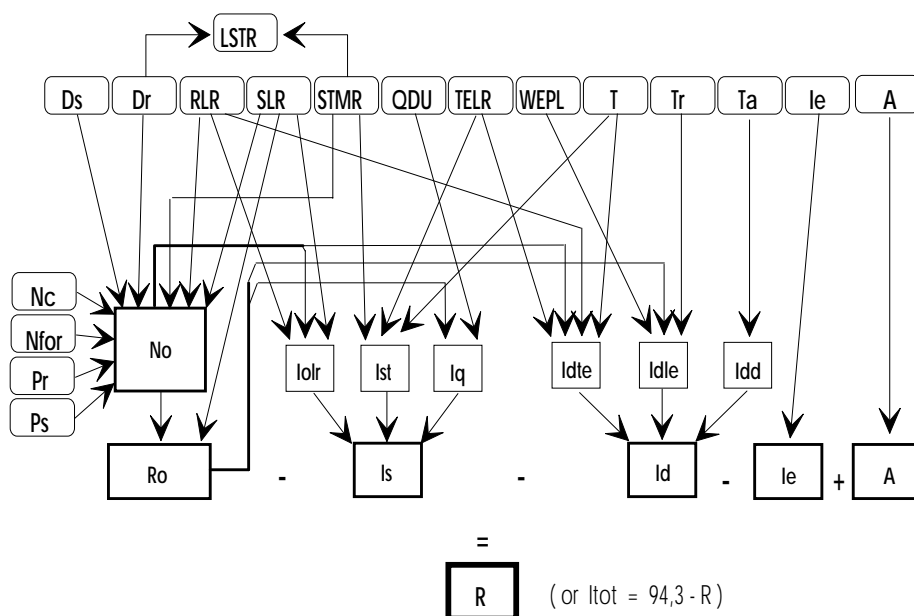 LSTR
Ds Dr RLR SLR STMR QDU TELR WEPL T Tr Ta Ie A
Nc
Nfor
Pr
Ps
No
Iolr Ist Iq Idte Idle Idd
Ro - Is - Id - Ie + A
=
R ( or Itot = 94,3 - R )